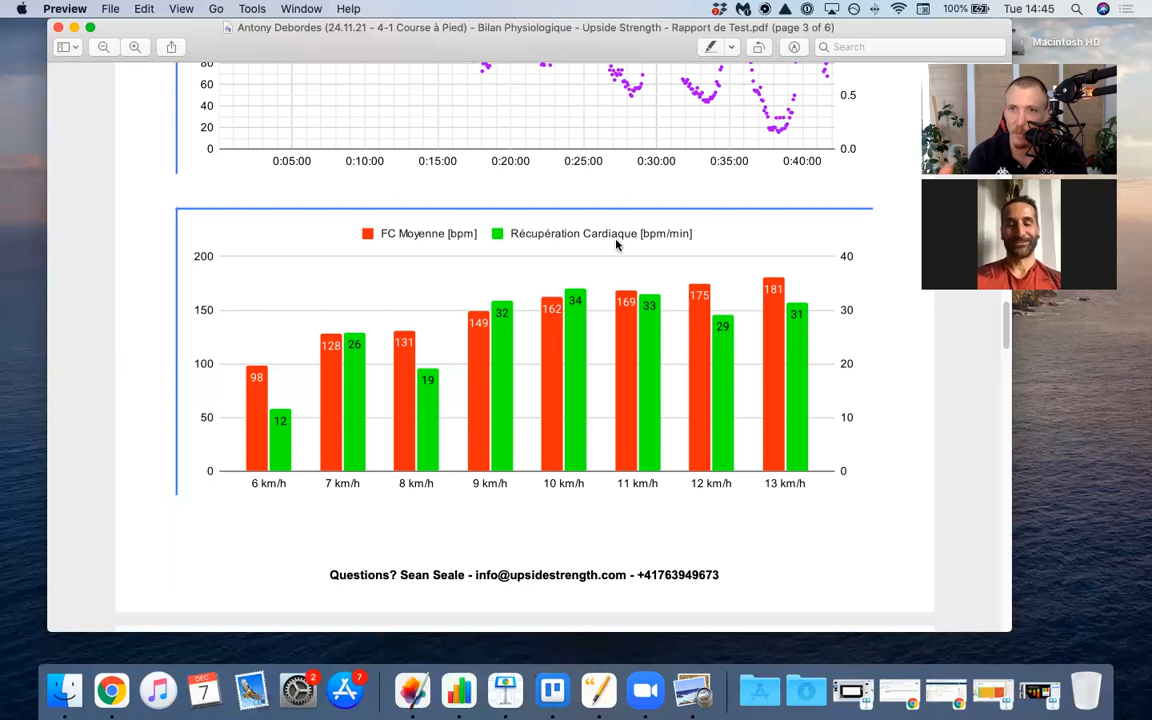 Preview File Edit View Go Tools Window Help 100% Tue 14:45
Antony Debordes (24.11.21 - 4-1 Course à Pied) - Bilan Physiologique - Upside Strength - Rapport de Test.pdf (page 3 of 6)
Macintosh HD
Search
80
60
40
20
0
0.5
0.0
0:05:00 0:10:00 0:15:00 0:20:00 0:25:00 0:30:00 0:35:00 0:40:00
FC Moyenne [bpm] Récupération Cardiaque [bpm/min]
200 40
150 30
100 20
50 10
0 0
98 12 128 26 131 19 149 32 162 34 169 33 175 29 181 31
6 km/h 7 km/h 8 km/h 9 km/h 10 km/h 11 km/h 12 km/h 13 km/h
Questions? Sean Seale - info@upsidestrength.com - +41763949673
DEC
7
2
7